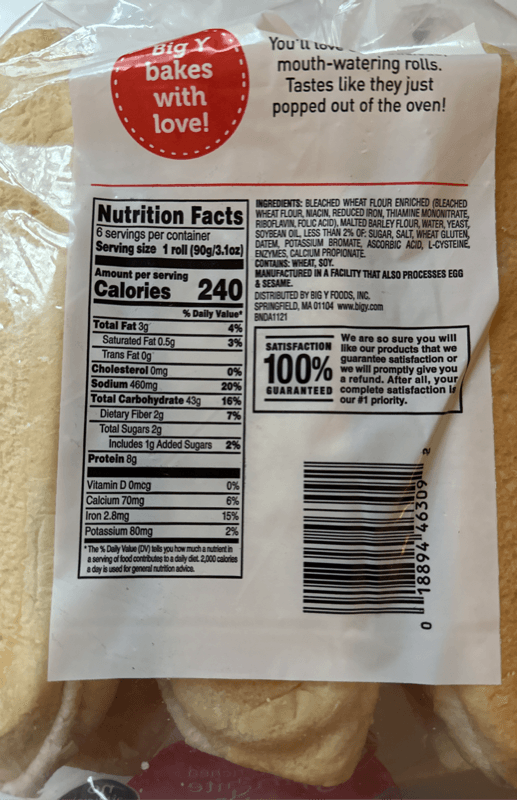 Big Y
bakes
with
love!
You'll love
mouth-watering rolls.
Tastes like they just
popped out of the oven!
Nutrition Facts
6 servings per container
Serving size 1 roll (90g/3.1oz)
Amount per serving
Calories 240
% Daily Value*
Total Fat 3g 4%
Saturated Fat 0.5g 3%
Trans Fat 0g
Cholesterol 0mg 0%
Sodium 460mg 20%
Total Carbohydrate 43g 16%
Dietary Fiber 2g 7%
Total Sugars 2g
Includes 1g Added Sugars 2%
Protein 8g
Vitamin D 0mcg 0%
Calcium 70mg 6%
Iron 2.8mg 15%
Potassium 80mg 2%
* The % Daily Value (DV) tells you how much a nutrient in
a serving of food contributes to a daily diet. 2,000 calories
a day is used for general nutrition advice.
INGREDIENTS: BLEACHED WHEAT FLOUR ENRICHED (BLEACHED
WHEAT FLOUR, NIACIN, REDUCED IRON, THIAMINE MONONITRATE,
RIBOFLAVIN, FOLIC ACID), MALTED BARLEY FLOUR, WATER, YEAST,
SOYBEAN OIL, LESS THAN 2% OF: SUGAR, SALT, WHEAT GLUTEN,
DATEM, POTASSIUM BROMATE, ASCORBIC ACID, L-CYSTEINE,
ENZYMES, CALCIUM PROPIONATE.
CONTAINS: WHEAT, SOY.
MANUFACTURED IN A FACILITY THAT ALSO PROCESSES EGG
& SESAME.
DISTRIBUTED BY BIG Y FOODS, INC.
SPRINGFIELD, MA 01104 www.bigy.com
BNDA1121
SATISFACTION
100%
GUARANTEED
We are so sure you will
like our products that we
guarantee satisfaction or
we will promptly give you
a refund. After all, your
complete satisfaction is
our #1 priority.
0 18894 46309 2